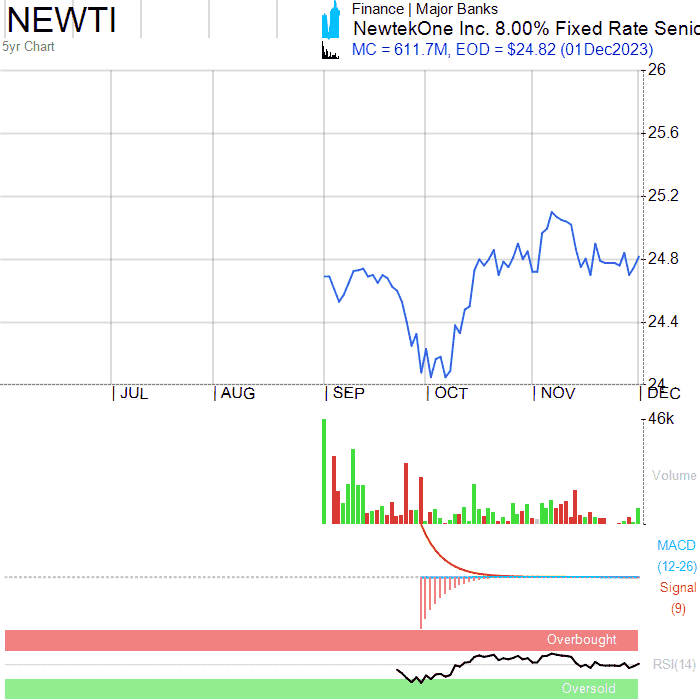 NEWTI
5yr Chart
Finance | Major Banks
NewtekOne Inc. 8.00% Fixed Rate Senio
MC = 611.7M, EOD = $24.82 (01Dec2023)
26
25.6
25.2
24.8
24.4
24
JUL AUG SEP OCT NOV DEC
46k
Volume
MACD
(12-26)
Signal
(9)
Overbought
RSI(14)
Oversold